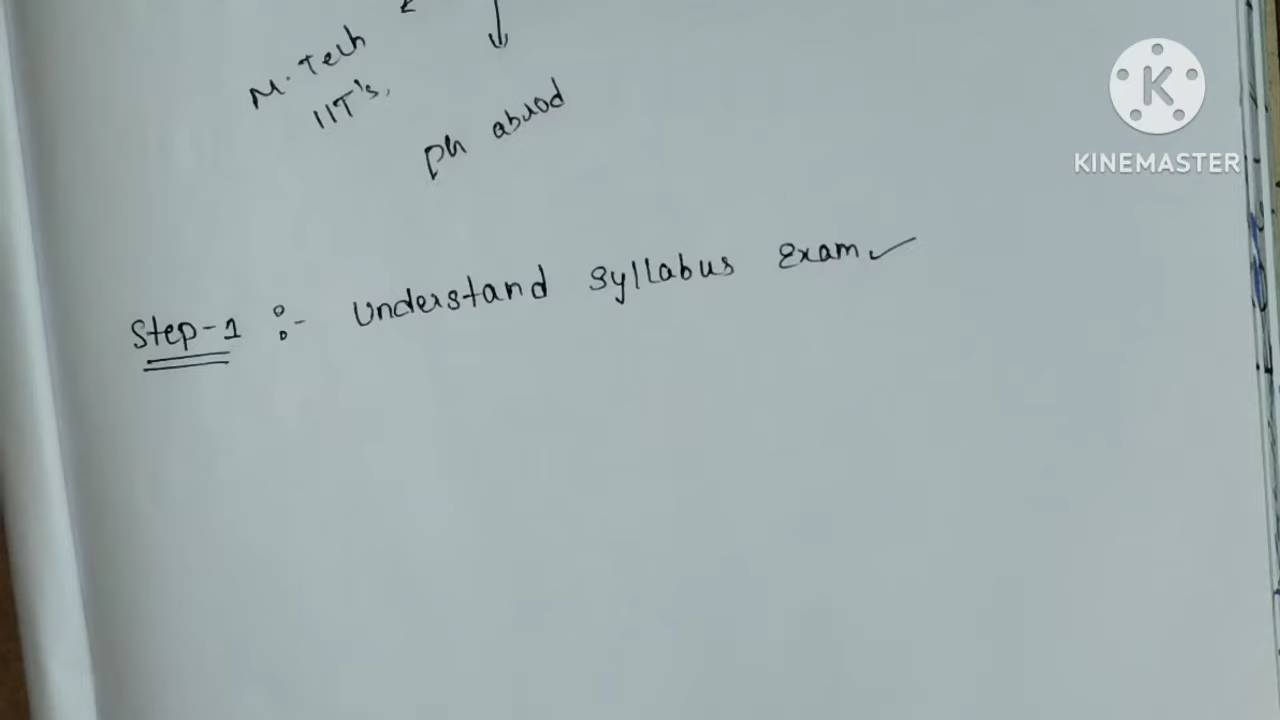 M.Tech
IIT's,
ph abrod
Step-1 :- Understand syllabus Exam
KINEMASTER